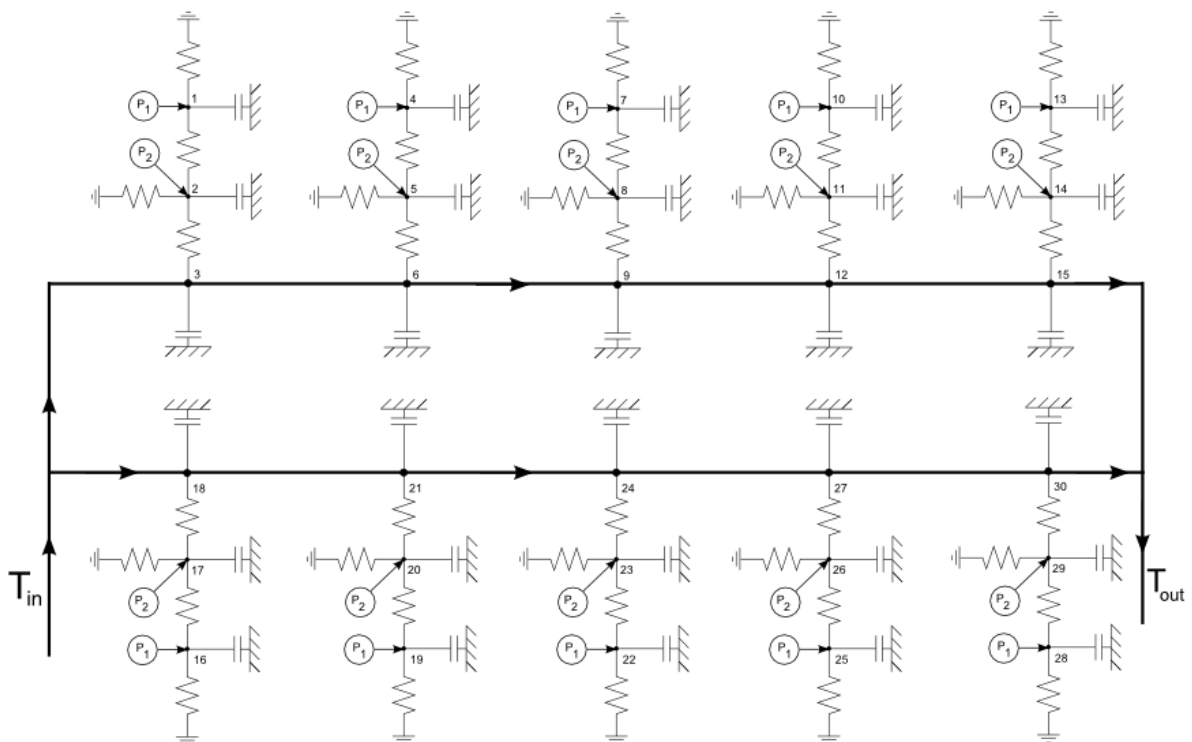 P1 1 P1 4 P1 7 P1 10 P1 13
P2 2 P2 5 P2 8 P2 11 P2 14
3 6 9 12 15
18 21 24 27 30
17 20 23 26 29
Tin P2 P2 P2 P2 P2 Tout
P1 16 P1 19 P1 22 P1 25 P1 28